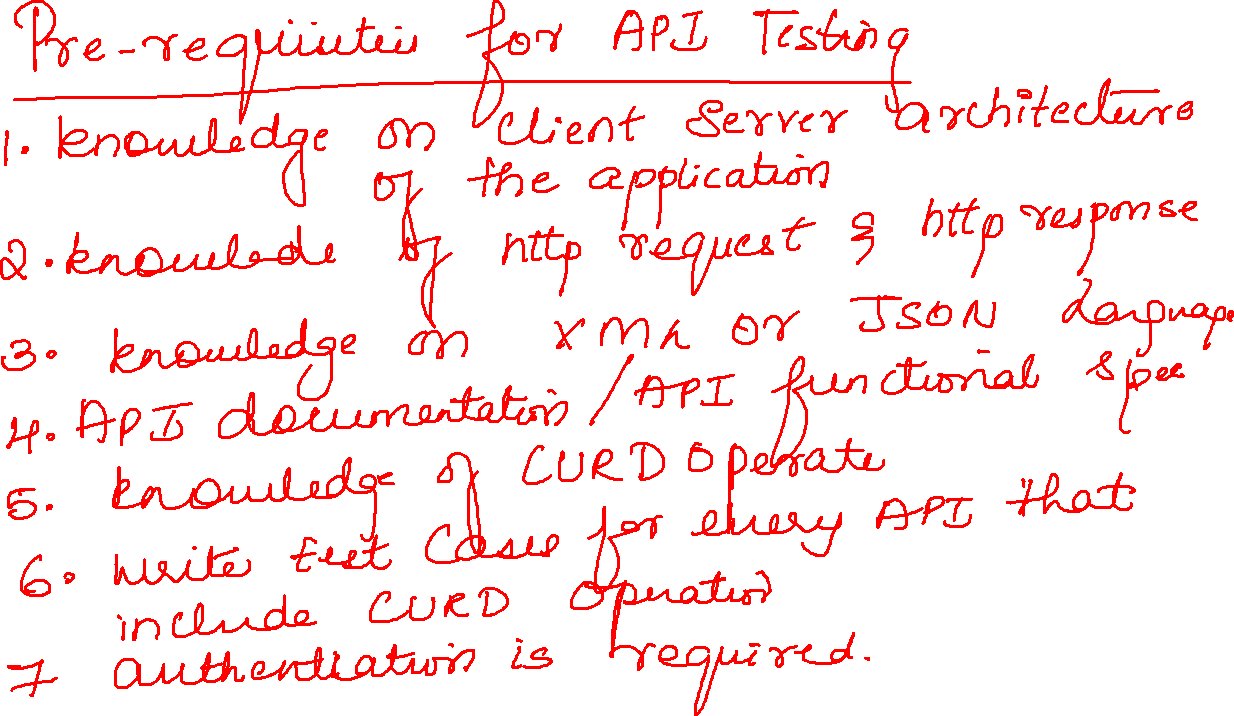 Pre-requisites for API Testing
1. knowledge on Client Server architecture
of the application
2. knowlede of http request & http response
3. knowledge on XML or JSON Language
4. API documentation / API functional spec
5. knowledge of CURD Operate
6. write test Cases for every API that
include CURD Operation
7 authentication is required.